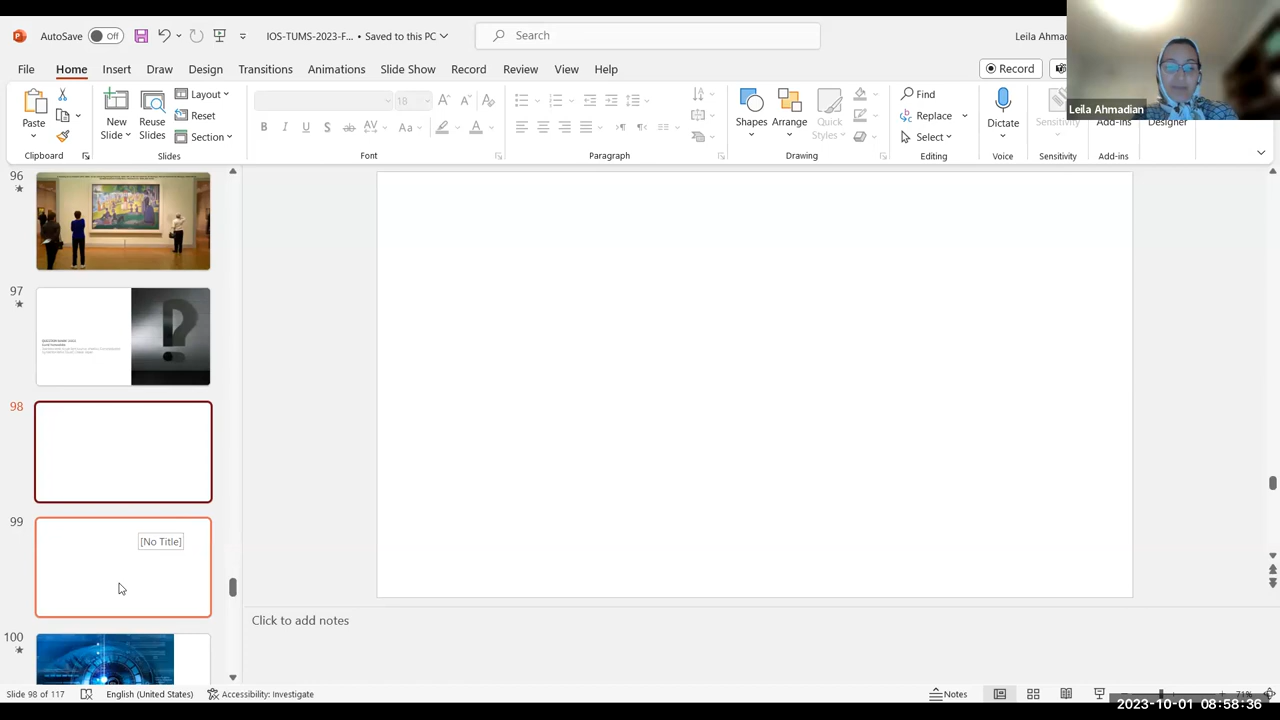 AutoSave Off
IOS-TUMS-2023-F... • Saved to this PC
Search
Leila Ahmad
File Home Insert Draw Design Transitions Animations Slide Show Record Review View Help
Record
Leila Ahmadian
Paste
Clipboard
New Slide
Reuse Slides
Layout
Reset
Section
Slides
18
Aa
Font
Paragraph
Shapes
Arrange
Quick Styles
Drawing
Find
Replace
Select
Editing
Dictate
Voice
Sensitivity
Sensitivity
Add-ins
Add-ins
Designer
96
97
98
99
[No Title]
100
Click to add notes
Slide 98 of 117
English (United States)
Accessibility: Investigate
Notes
71%
2023-10-01 08:58:36